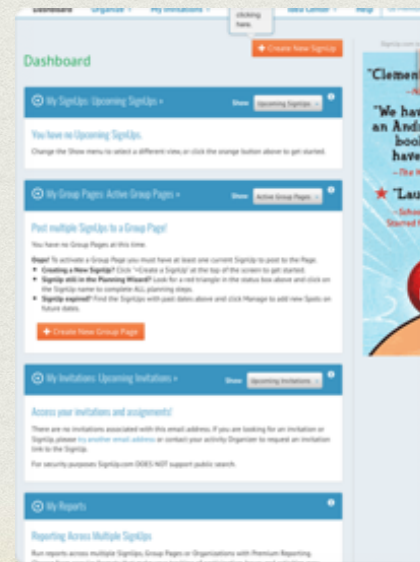 Dashboard Organize My Invitations Idea Center Help
clicking
here.
+ Create New SignUp
Dashboard
My SignUps: Upcoming SignUps
Show: Upcoming SignUps
You have no Upcoming SignUps.
Change the Show menu to select a different view, or click the orange button above to get started.
My Group Pages: Active Group Pages
Show: Active Group Pages
Post multiple SignUps to a Group Page!
You have no Group Pages at this time.
Oops! To activate a Group Page you must have at least one current SignUp to post to the Page.
Creating a New SignUp? Click "+Create a SignUp" at the top of the screen to get started.
SignUp still in the Planning Wizard? Look for a red triangle in the status box above and click on
the SignUp name to complete ALL planning steps.
SignUp expired? Find the SignUps with past dates above and click Manage to add new Spots on
future dates.
+ Create New Group Page
My Invitations: Upcoming Invitations
Show: Upcoming Invitations
Access your invitations and assignments!
There are no invitations associated with this email address. If you are looking for an invitation or
SignUp, please try another email address or contact your activity Organizer to request an invitation
link to the SignUp.
For security purposes SignUp.com DOES NOT support public search.
My Reports
Reporting Across Multiple SignUps
Run reports across multiple SignUps, Group Pages or Organizations with Premium Reporting.
"Clemen
"We hav
an Andr
book
have
- The H
"Lau
- School
Starred